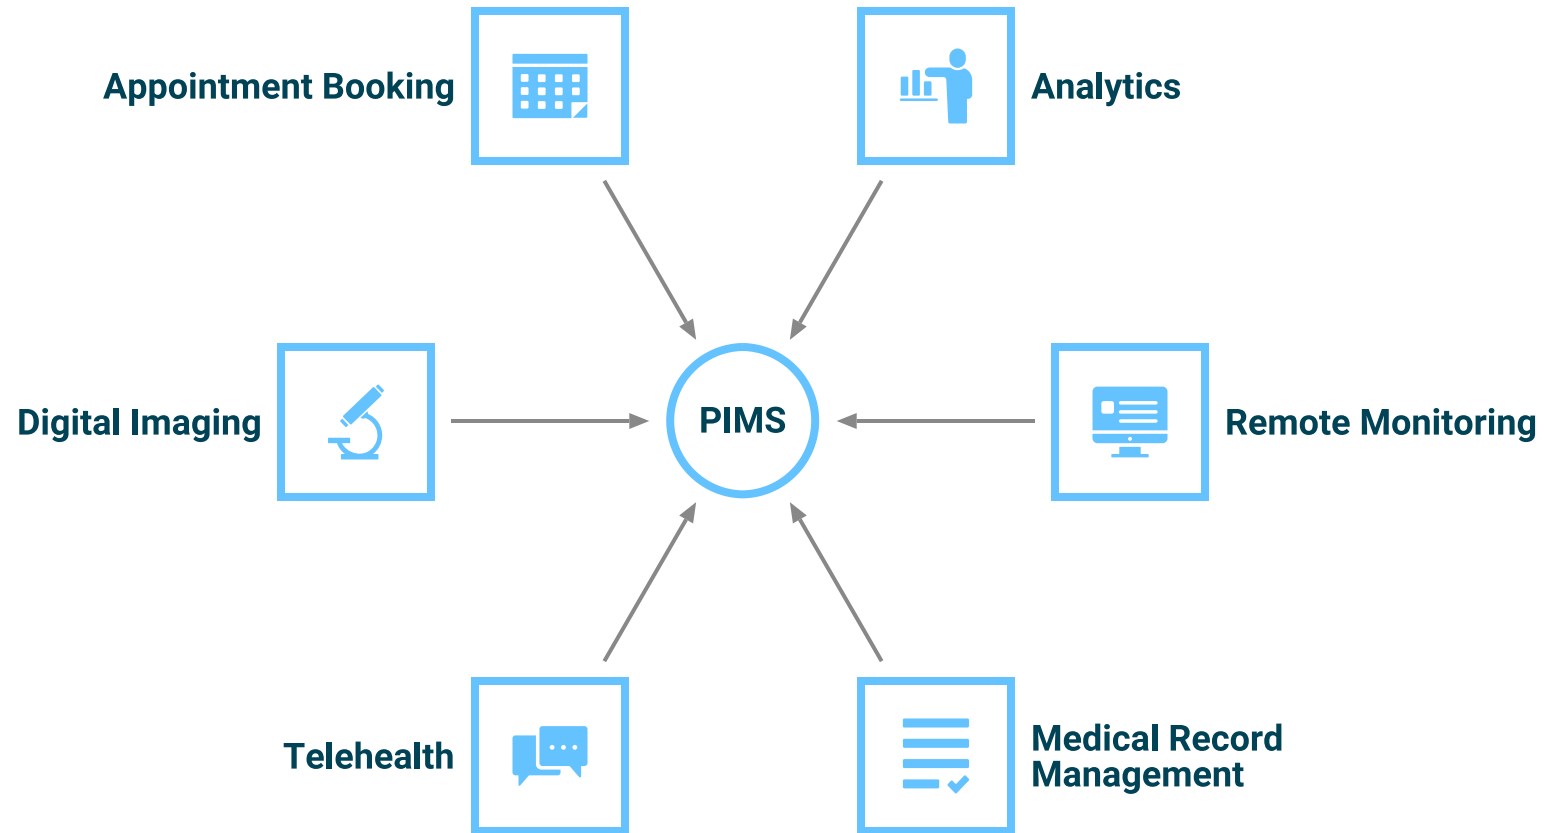 Appointment Booking
Analytics
Digital Imaging
PIMS
Remote Monitoring
Telehealth
Medical Record
Management